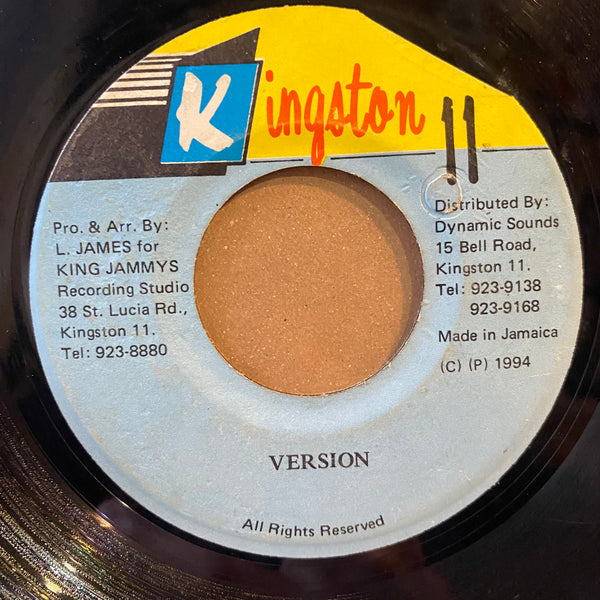 Kingston 11
Pro. & Arr. By:
L. JAMES for
KING JAMMYS
Recording Studio
38 St. Lucia Rd.,
Kingston 11.
Tel: 923-8880
Distributed By:
Dynamic Sounds
15 Bell Road,
Kingston 11.
Tel: 923-9138
923-9168
Made in Jamaica
(C) (P) 1994
VERSION
All Rights Reserved